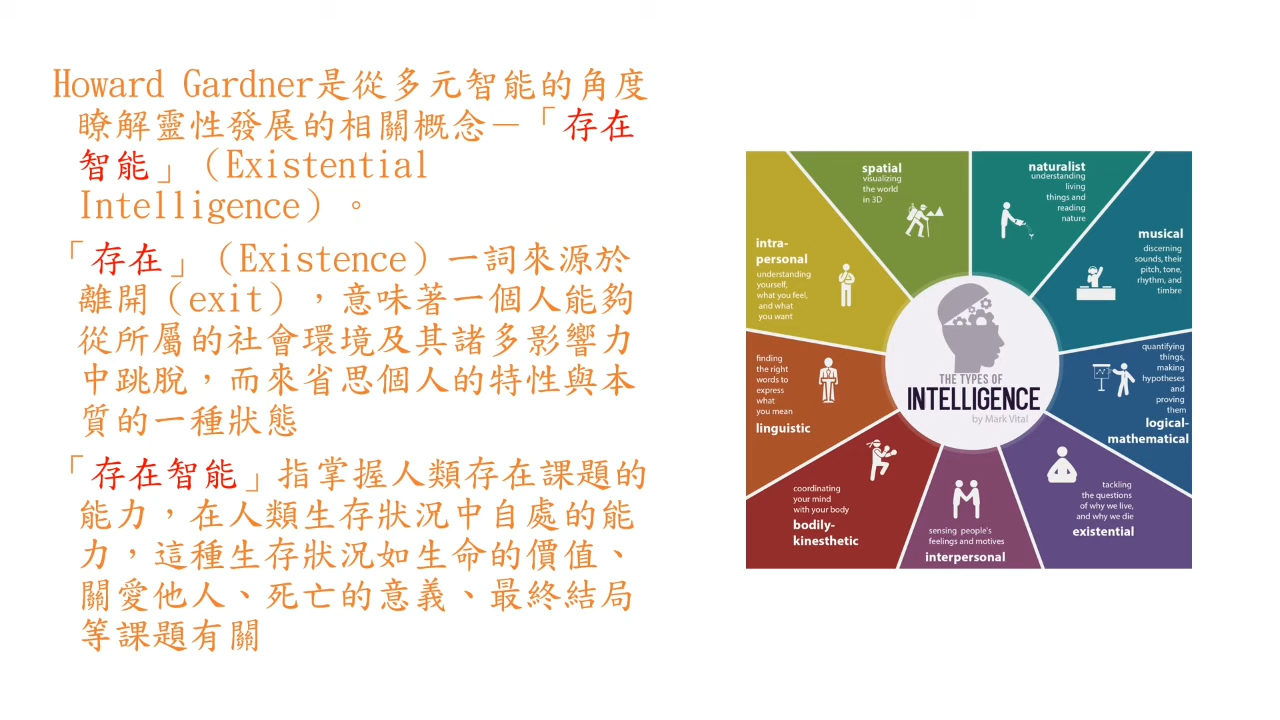 Howard Gardner是從多元智能的角度
瞭解靈性發展的相關概念－「存在
智能」（Existential
Intelligence）。
「存在」（Existence）一詞來源於
離開（exit），意味著一個人能夠
從所屬的社會環境及其諸多影響力
中跳脫，而來省思個人的特性與本
質的一種狀態
「存在智能」指掌握人類存在課題的
能力，在人類生存狀況中自處的能
力，這種生存狀況如生命的價值、
關愛他人、死亡的意義、最終結局
等課題有關
spatial
visualizing
the world
in 3D
naturalist
understanding
living
things and
reading
nature
musical
discerning
sounds, their
pitch, tone,
rhythm, and
timbre
quantifying
things,
making
hypotheses
and
proving
them
logical-
mathematical
tackling
the questions
of why we live,
and why we die
existential
sensing people's
feelings and motives
interpersonal
coordinating
your mind
with your body
bodily-
kinesthetic
finding
the right
words to
express
what
you mean
linguistic
intra-
personal
understanding
yourself,
what you feel,
and what
you want
THE TYPES OF
INTELLIGENCE
by Mark Vital